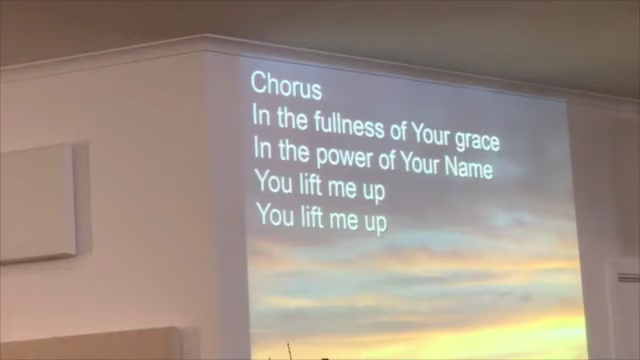 Chorus
In the fullness of Your grace
In the power of Your Name
You lift me up
You lift me up